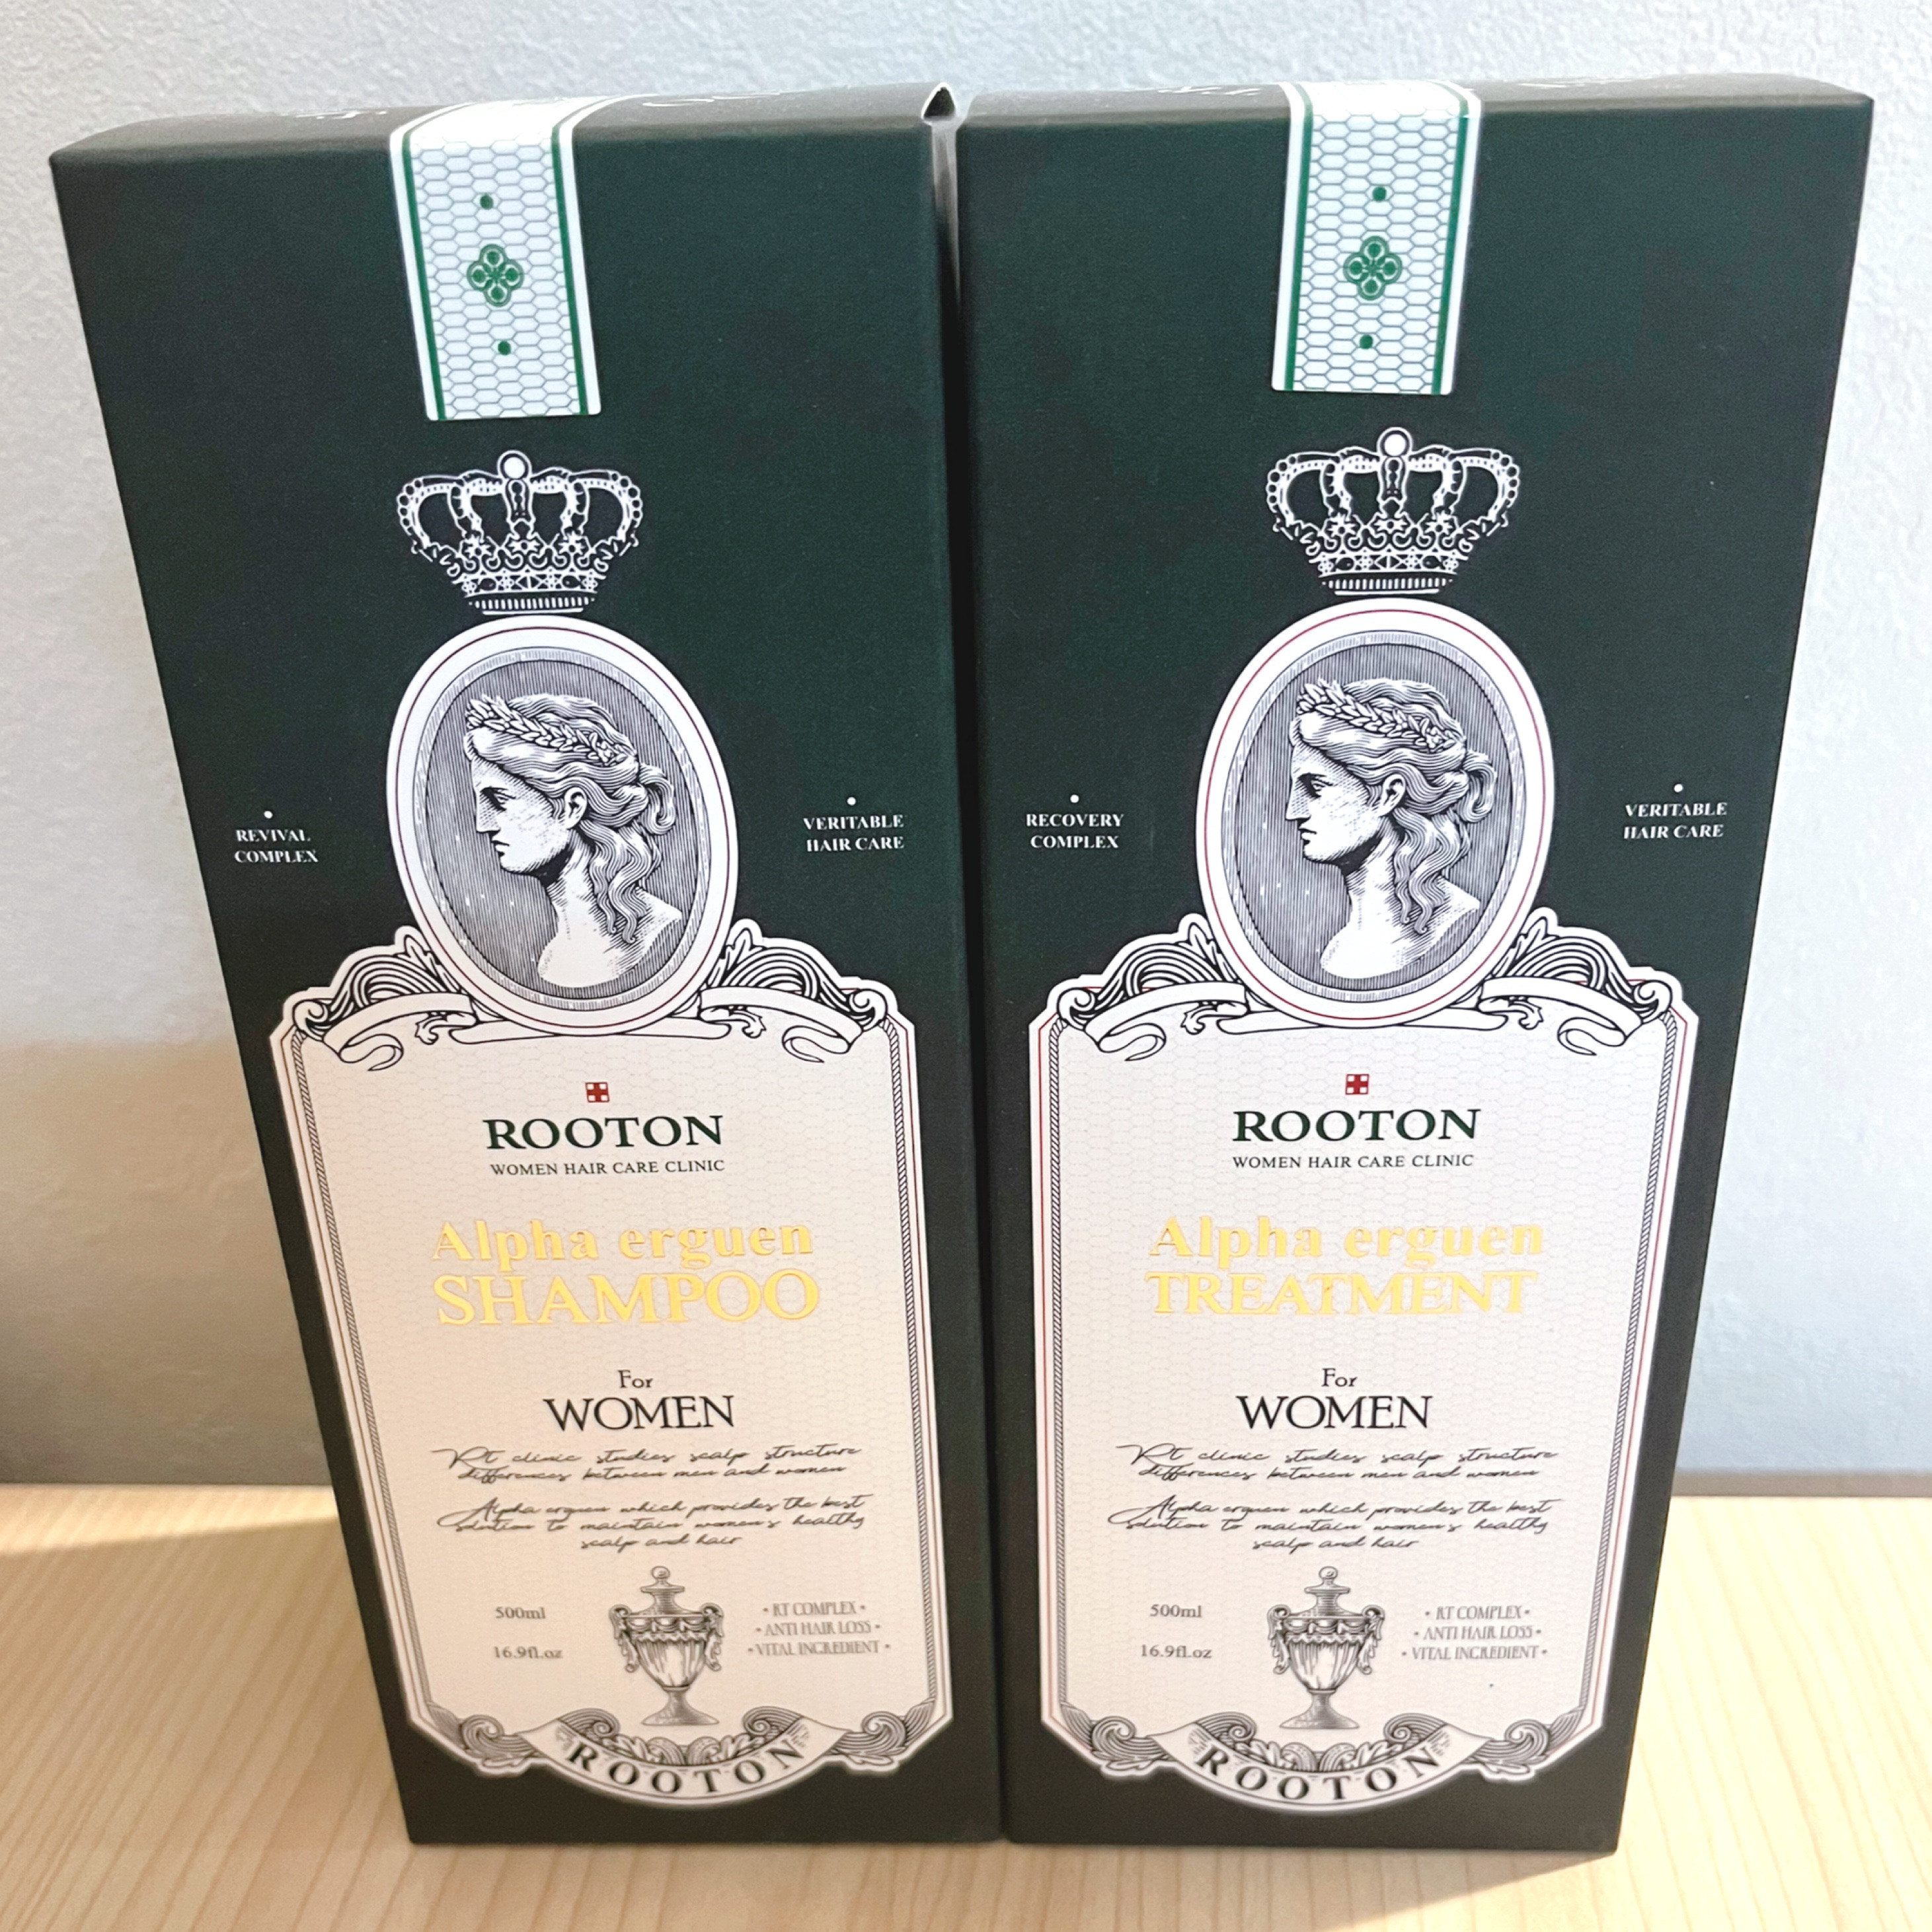 REVIVAL
COMPLEX
VERITABLE
HAIR CARE
ROOTON
WOMEN HAIR CARE CLINIC
Alpha erguen
SHAMPOO
For
WOMEN
Rt clinic studies scalp structure
differences between men and women
Alpha erguen which provides the best
solution to maintain women's healthy
scalp and hair
500ml
16.9fl.oz
• RT COMPLEX •
• ANTI HAIR LOSS •
• VITAL INGREDIENT •
ROOTON
RECOVERY
COMPLEX
VERITABLE
HAIR CARE
ROOTON
WOMEN HAIR CARE CLINIC
Alpha erguen
TREATMENT
For
WOMEN
Rt clinic studies scalp structure
differences between men and women
Alpha erguen which provides the best
solution to maintain women's healthy
scalp and hair
500ml
16.9fl.oz
• RT COMPLEX •
• ANTI HAIR LOSS •
• VITAL INGREDIENT •
ROOTON